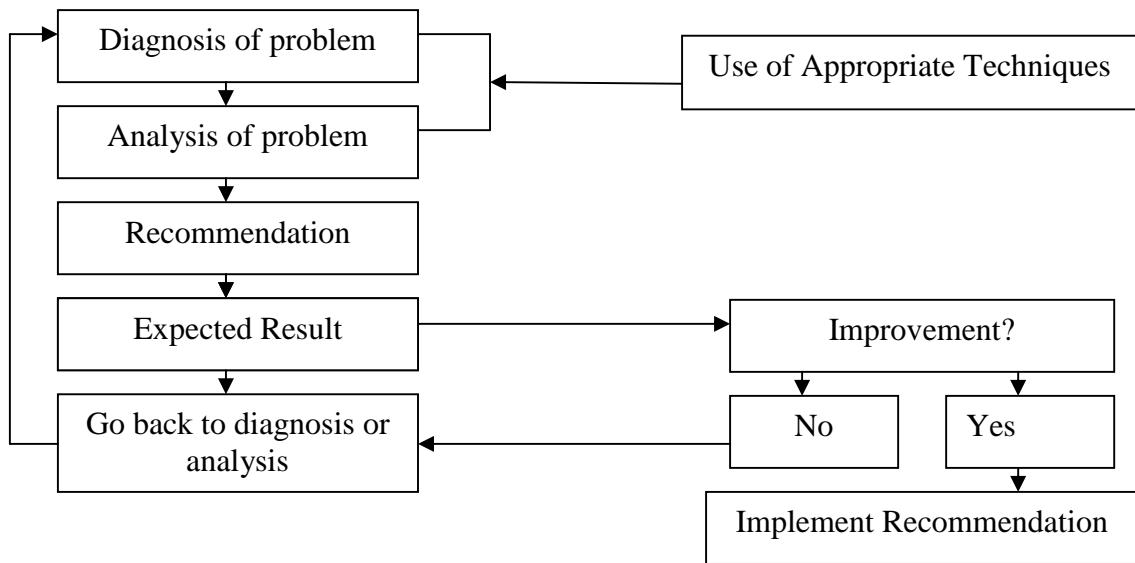 Diagnosis of problem
Use of Appropriate Techniques
Analysis of problem
Recommendation
Expected Result
Improvement?
Go back to diagnosis or
analysis
No
Yes
Implement Recommendation